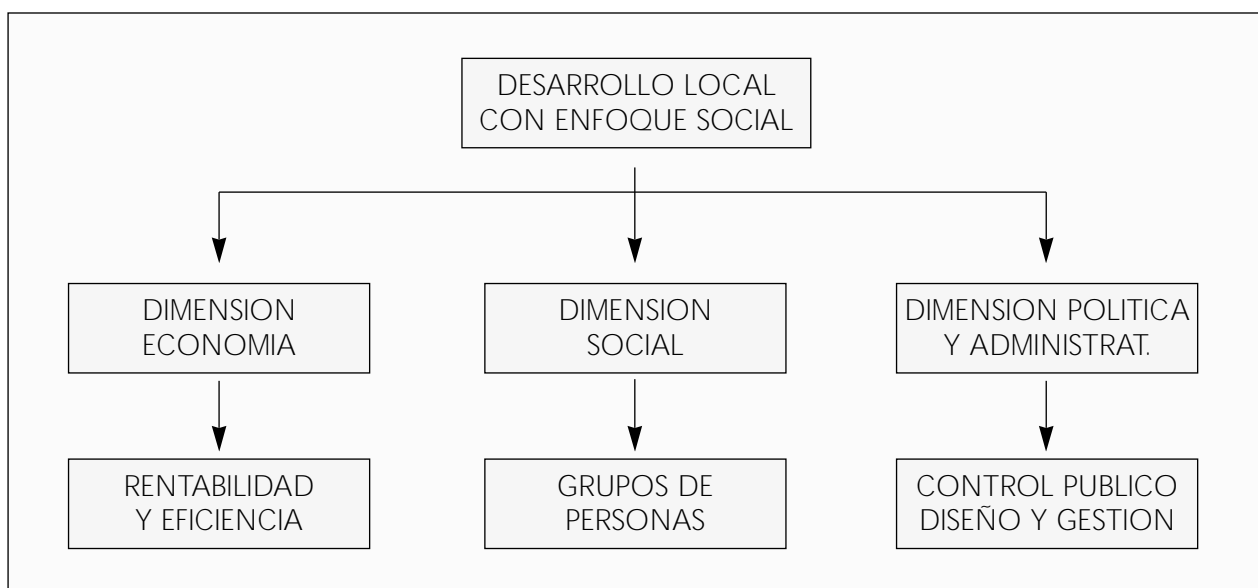 DESARROLLO LOCAL
CON ENFOQUE SOCIAL
DIMENSION
ECONOMIA
DIMENSION
SOCIAL
DIMENSION POLITICA
Y ADMINISTRAT.
RENTABILIDAD
Y EFICIENCIA
GRUPOS DE
PERSONAS
CONTROL PUBLICO
DISEÑO Y GESTION